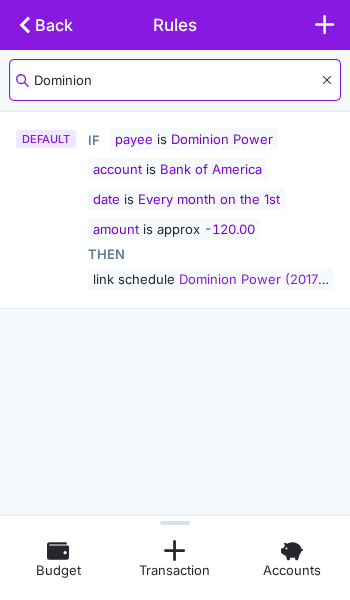 Back Rules
Dominion
DEFAULT IF payee is Dominion Power
account is Bank of America
date is Every month on the 1st
amount is approx -120.00
THEN
link schedule Dominion Power (2017...
Budget Transaction Accounts